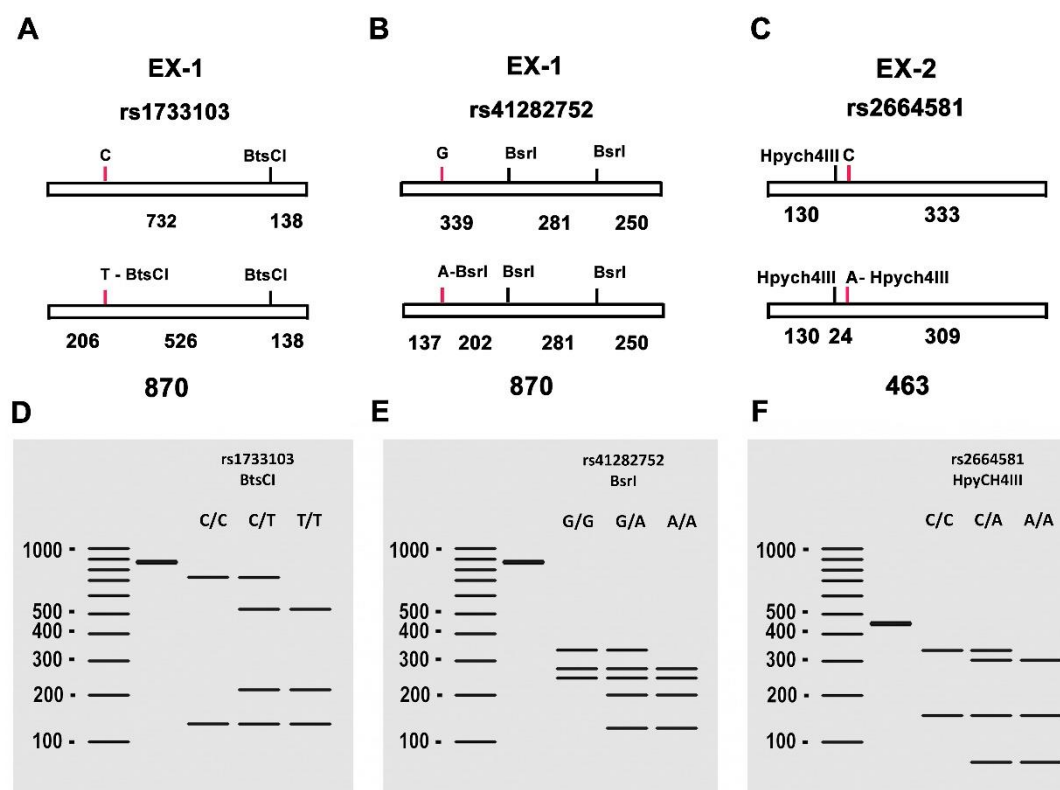 A
EX-1
rs1733103
C
BtsCI
732
138
T - BtsCI
BtsCI
206
526
138
870
B
EX-1
rs41282752
G
BsrI
BsrI
339
281
250
A-BsrI
BsrI
BsrI
137
202
281
250
870
C
EX-2
rs2664581
Hpych4III
C
130
333
Hpych4III
A- Hpych4III
130
24
309
463
D
rs1733103
BtsCI
C/C
C/T
T/T
1000 -
500 -
400 -
300 -
200 -
100 -
E
rs41282752
BsrI
G/G
G/A
A/A
1000 -
500 -
400 -
300 -
200 -
100 -
F
rs2664581
HpyCH4III
C/C
C/A
A/A
1000 -
500 -
400 -
300 -
200 -
100 -